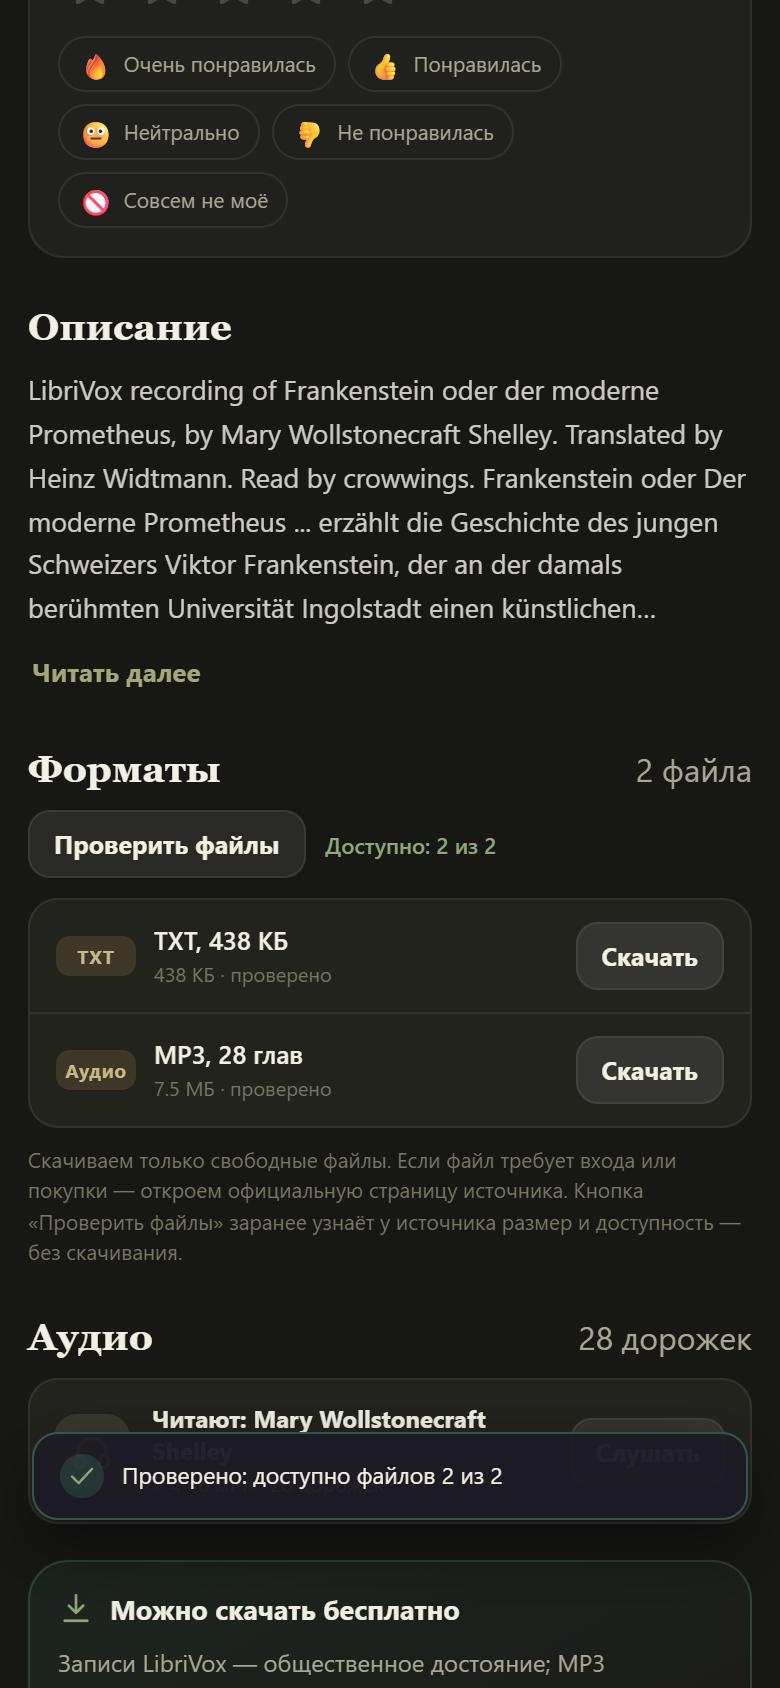 Очень понравилась
Понравилась
Нейтрально
Не понравилась
Совсем не моё
Описание
LibriVox recording of Frankenstein oder der moderne
Prometheus, by Mary Wollstonecraft Shelley. Translated by
Heinz Widtmann. Read by crowwings. Frankenstein oder Der
moderne Prometheus ... erzählt die Geschichte des jungen
Schweizers Viktor Frankenstein, der an der damals
berühmten Universität Ingolstadt einen künstlichen...
Читать далее
Форматы
2 файла
Проверить файлы
Доступно: 2 из 2
TXT
TXT, 438 КБ
438 КБ · проверено
Скачать
Аудио
MP3, 28 глав
7.5 МБ · проверено
Скачать
Скачиваем только свободные файлы. Если файл требует входа или
покупки — откроем официальную страницу источника. Кнопка
«Проверить файлы» заранее узнаёт у источника размер и доступность —
без скачивания.
Аудио
28 дорожек
Читают: Mary Wollstonecraft
Shelley
Слушать
Проверено: доступно файлов 2 из 2
Можно скачать бесплатно
Записи LibriVox — общественное достояние; MP3